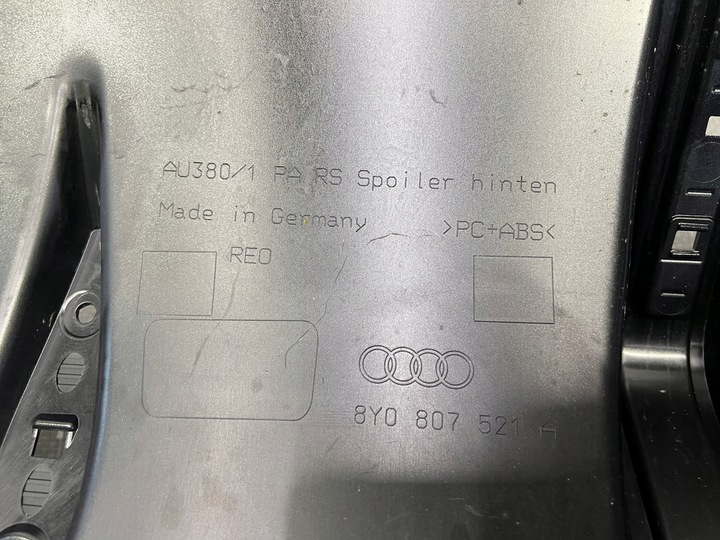 AU380/1 PA RS Spoiler hinten
Made in Germany >PC+ABS<
REO
8Y0 807 521 A